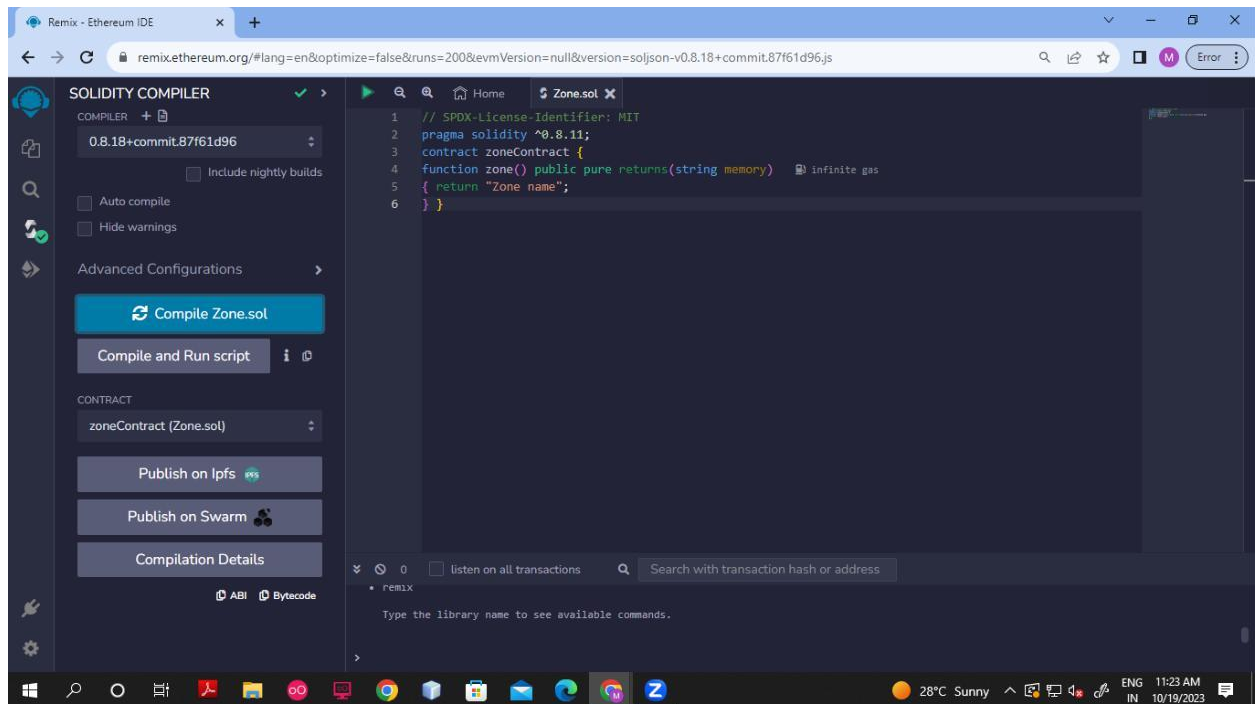 Remix - Ethereum IDE
remix.ethereum.org/#lang=en&optimize=false&runs=200&evmVersion=null&version=soljson-v0.8.18+commit.87f61d96.js
M
Error
SOLIDITY COMPILER
COMPILER
0.8.18+commit.87f61d96
Include nightly builds
Auto compile
Hide warnings
Advanced Configurations
Compile Zone.sol
Compile and Run script
CONTRACT
zoneContract (Zone.sol)
Publish on Ipfs
IPFS
Publish on Swarm
Compilation Details
ABI Bytecode
Home Zone.sol
1 // SPDX-License-Identifier: MIT
2 pragma solidity ^0.8.11;
3 contract zoneContract {
4 function zone() public pure returns(string memory) infinite gas
5 { return "Zone name";
6 } }
0 listen on all transactions Search with transaction hash or address
• remix
Type the library name to see available commands.
>
28°C Sunny
ENG
IN
11:23 AM
10/19/2023